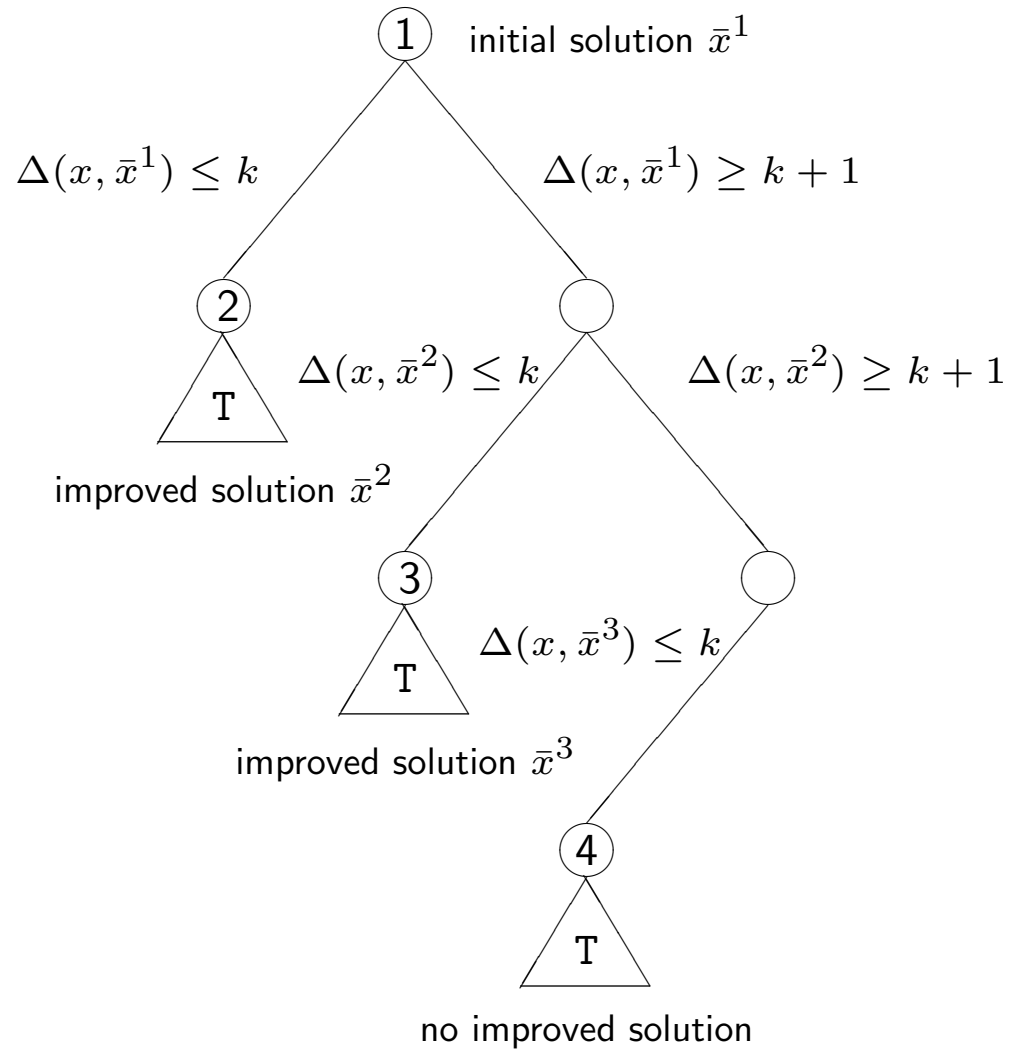 1 initial solution x̄¹
Δ(x, x̄¹) ≤ k Δ(x, x̄¹) ≥ k + 1
2
Δ(x, x̄²) ≤ k Δ(x, x̄²) ≥ k + 1
T
improved solution x̄²
3
Δ(x, x̄³) ≤ k
T
improved solution x̄³
4
T
no improved solution